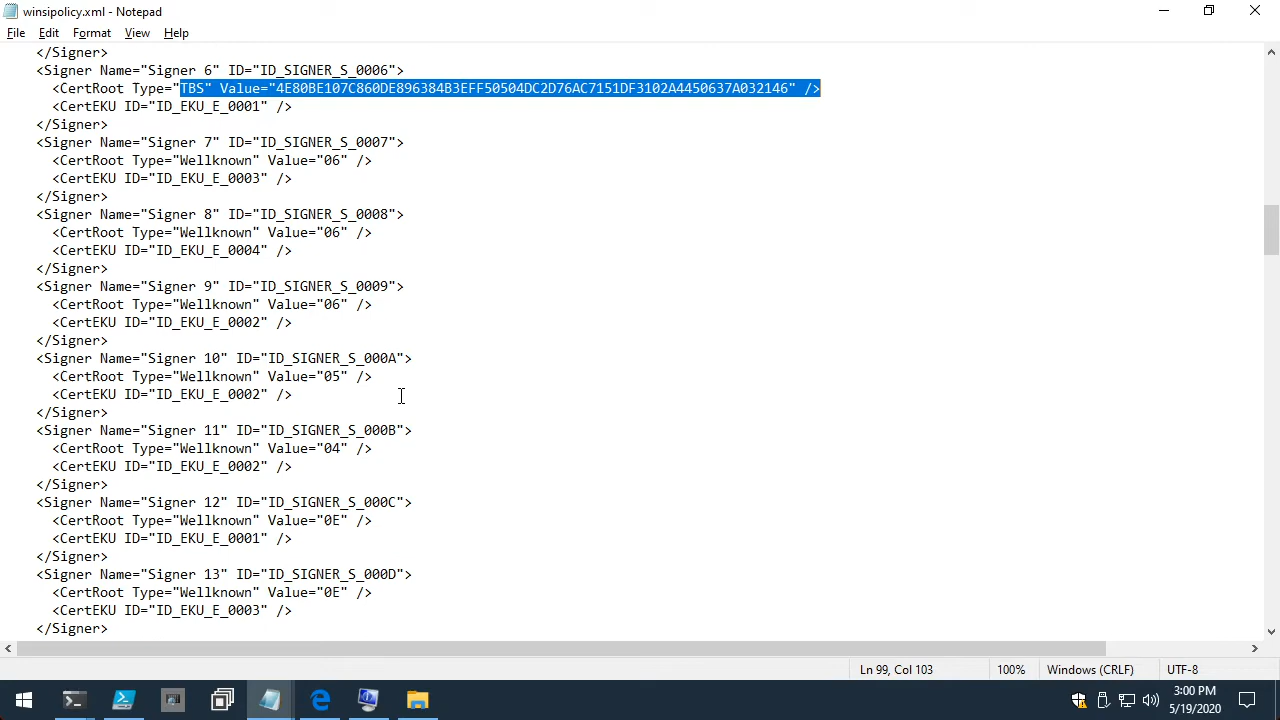 winsipolicy.xml - Notepad
File Edit Format View Help
</Signer>
<Signer Name="Signer 6" ID="ID_SIGNER_S_0006">
<CertRoot Type="TBS" Value="4E80BE107C860DE896384B3EFF50504DC2D76AC7151DF3102A4450637A032146" />
<CertEKU ID="ID_EKU_E_0001" />
</Signer>
<Signer Name="Signer 7" ID="ID_SIGNER_S_0007">
<CertRoot Type="Wellknown" Value="06" />
<CertEKU ID="ID_EKU_E_0003" />
</Signer>
<Signer Name="Signer 8" ID="ID_SIGNER_S_0008">
<CertRoot Type="Wellknown" Value="06" />
<CertEKU ID="ID_EKU_E_0004" />
</Signer>
<Signer Name="Signer 9" ID="ID_SIGNER_S_0009">
<CertRoot Type="Wellknown" Value="06" />
<CertEKU ID="ID_EKU_E_0002" />
</Signer>
<Signer Name="Signer 10" ID="ID_SIGNER_S_000A">
<CertRoot Type="Wellknown" Value="05" />
<CertEKU ID="ID_EKU_E_0002" />
</Signer>
<Signer Name="Signer 11" ID="ID_SIGNER_S_000B">
<CertRoot Type="Wellknown" Value="04" />
<CertEKU ID="ID_EKU_E_0002" />
</Signer>
<Signer Name="Signer 12" ID="ID_SIGNER_S_000C">
<CertRoot Type="Wellknown" Value="0E" />
<CertEKU ID="ID_EKU_E_0001" />
</Signer>
<Signer Name="Signer 13" ID="ID_SIGNER_S_000D">
<CertRoot Type="Wellknown" Value="0E" />
<CertEKU ID="ID_EKU_E_0003" />
</Signer>
Ln 99, Col 103 100% Windows (CRLF) UTF-8
3:00 PM
5/19/2020